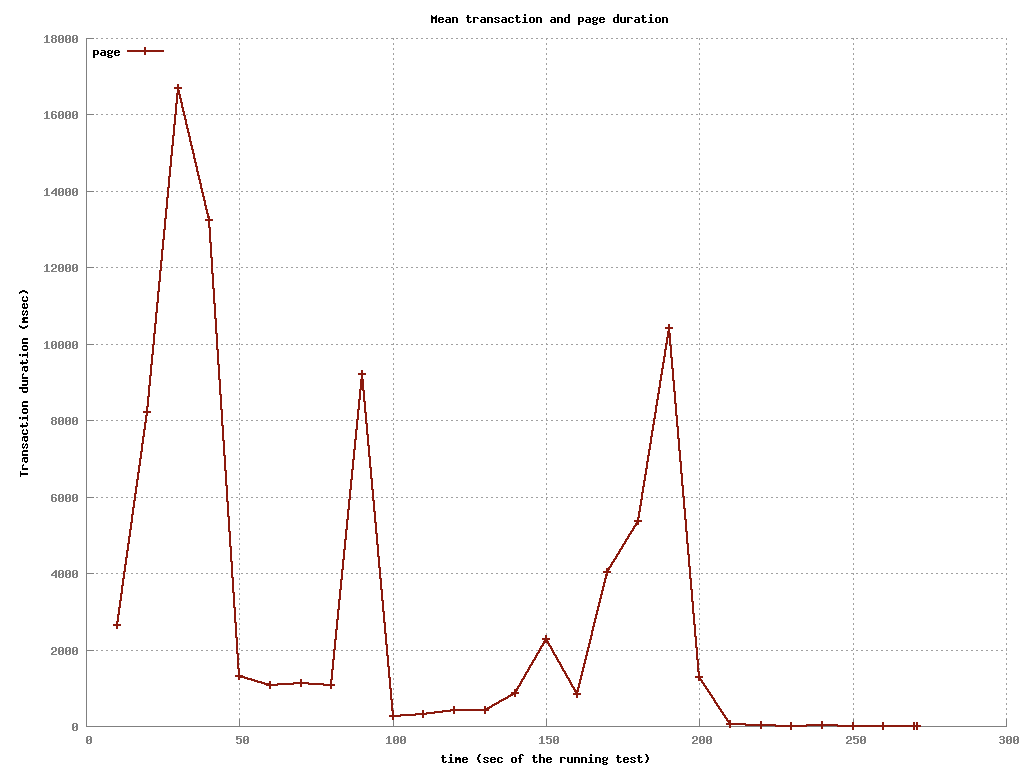 Mean transaction and page duration
18000
page
16000
14000
12000
10000
8000
6000
4000
2000
0
Transaction duration (msec)
0 50 100 150 200 250 300
time (sec of the running test)